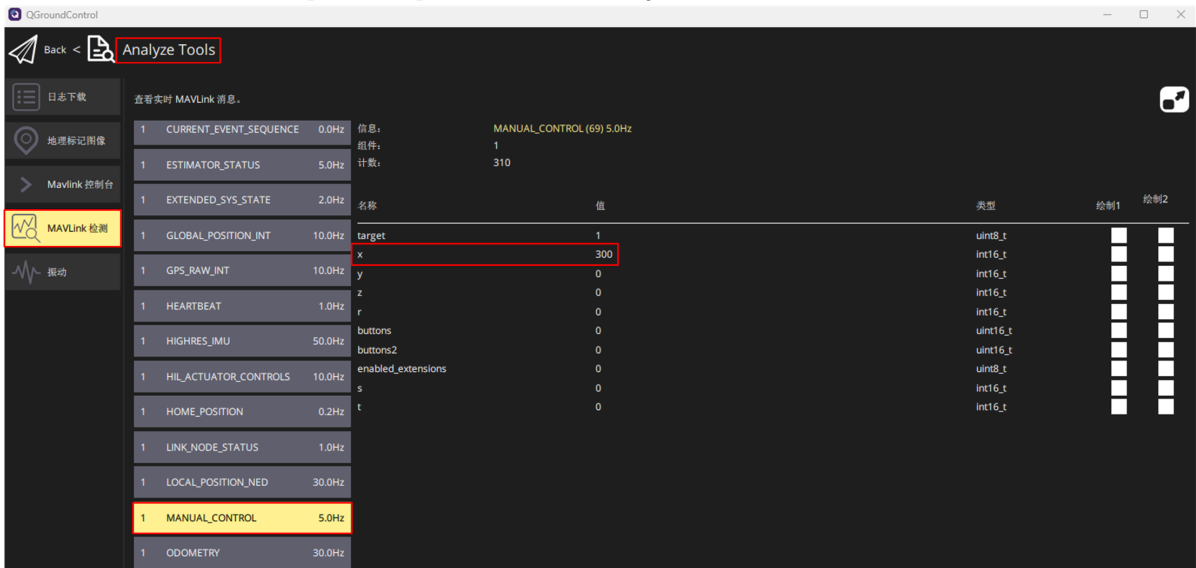 QGroundControl
Back < Analyze Tools
日志下载
地理标记图像
Mavlink 控制台
MAVLink 检测
振动
查看实时 MAVLink 消息。
1 CURRENT_EVENT_SEQUENCE 0.0Hz
1 ESTIMATOR_STATUS 5.0Hz
1 EXTENDED_SYS_STATE 2.0Hz
1 GLOBAL_POSITION_INT 10.0Hz
1 GPS_RAW_INT 10.0Hz
1 HEARTBEAT 1.0Hz
1 HIGHRES_IMU 50.0Hz
1 HIL_ACTUATOR_CONTROLS 10.0Hz
1 HOME_POSITION 0.2Hz
1 LINK_NODE_STATUS 1.0Hz
1 LOCAL_POSITION_NED 30.0Hz
1 MANUAL_CONTROL 5.0Hz
1 ODOMETRY 30.0Hz
信息： MANUAL_CONTROL (69) 5.0Hz
组件： 1
计数： 310
名称 值 类型 绘制1 绘制2
target 1 uint8_t
x 300 int16_t
y 0 int16_t
z 0 int16_t
r 0 int16_t
buttons 0 uint16_t
buttons2 0 uint16_t
enabled_extensions 0 uint8_t
s 0 int16_t
t 0 int16_t